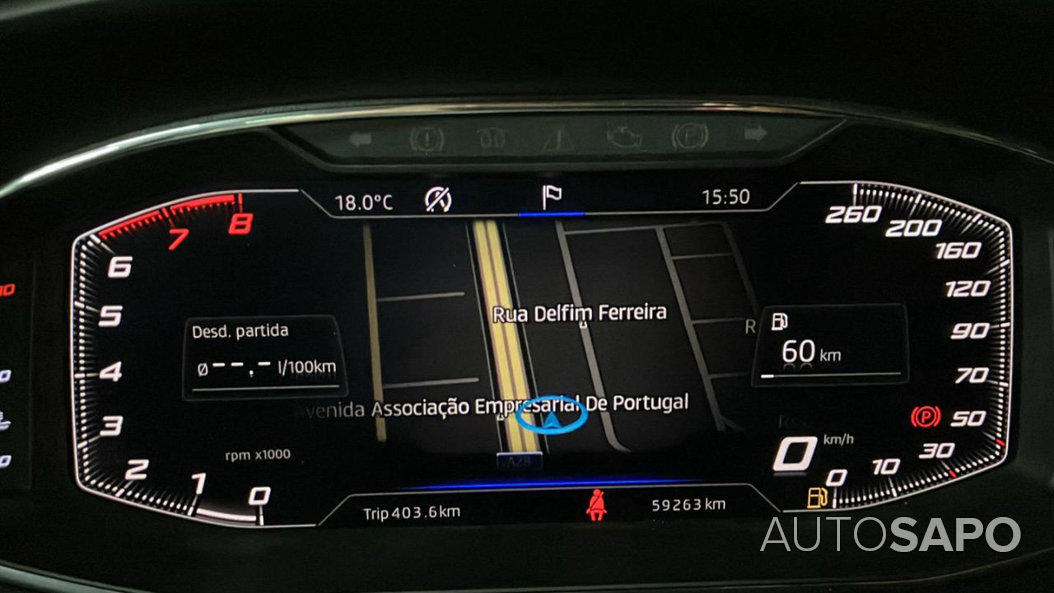 18.0°C
15:50
8
7
6
5
4
3
2
1
0
rpm x1000
Desd. partida
ø--,- l/100km
Rua Delfim Ferreira
R
venida Associação Empresarial De Portugal
A28
60 km
260
200
160
120
90
70
50
30
10
0
0 km/h
Trip 403.6 km
59263 km
AUTOSAPO